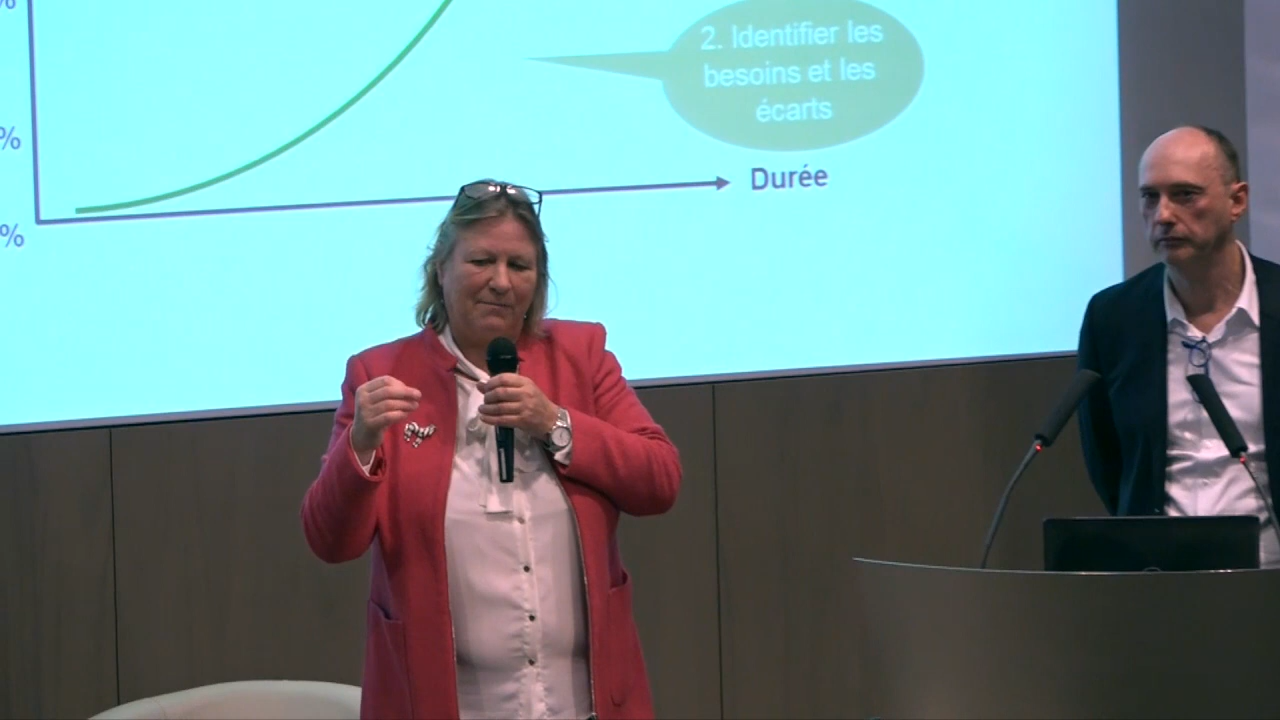 %
2. Identifier les
besoins et les
écarts
%
Durée
%